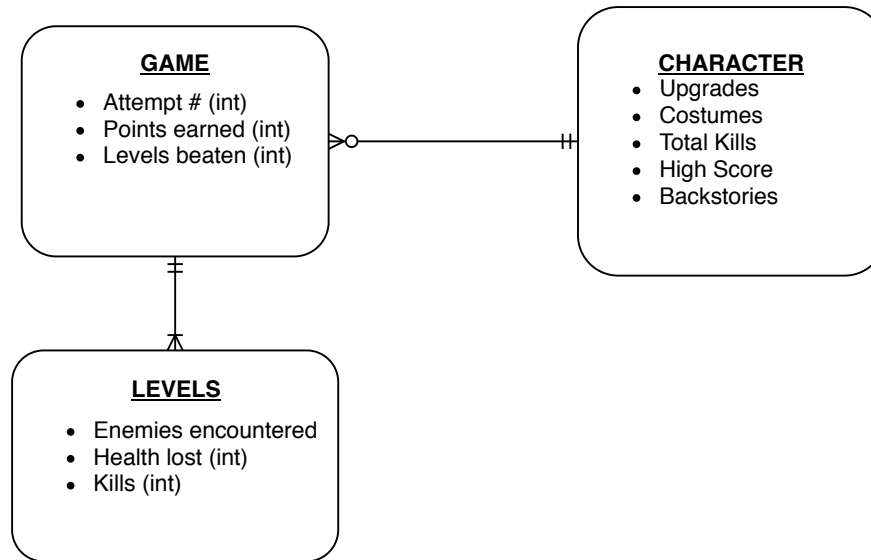 GAME
• Attempt # (int)
• Points earned (int)
• Levels beaten (int)
CHARACTER
• Upgrades
• Costumes
• Total Kills
• High Score
• Backstories
LEVELS
• Enemies encountered
• Health lost (int)
• Kills (int)